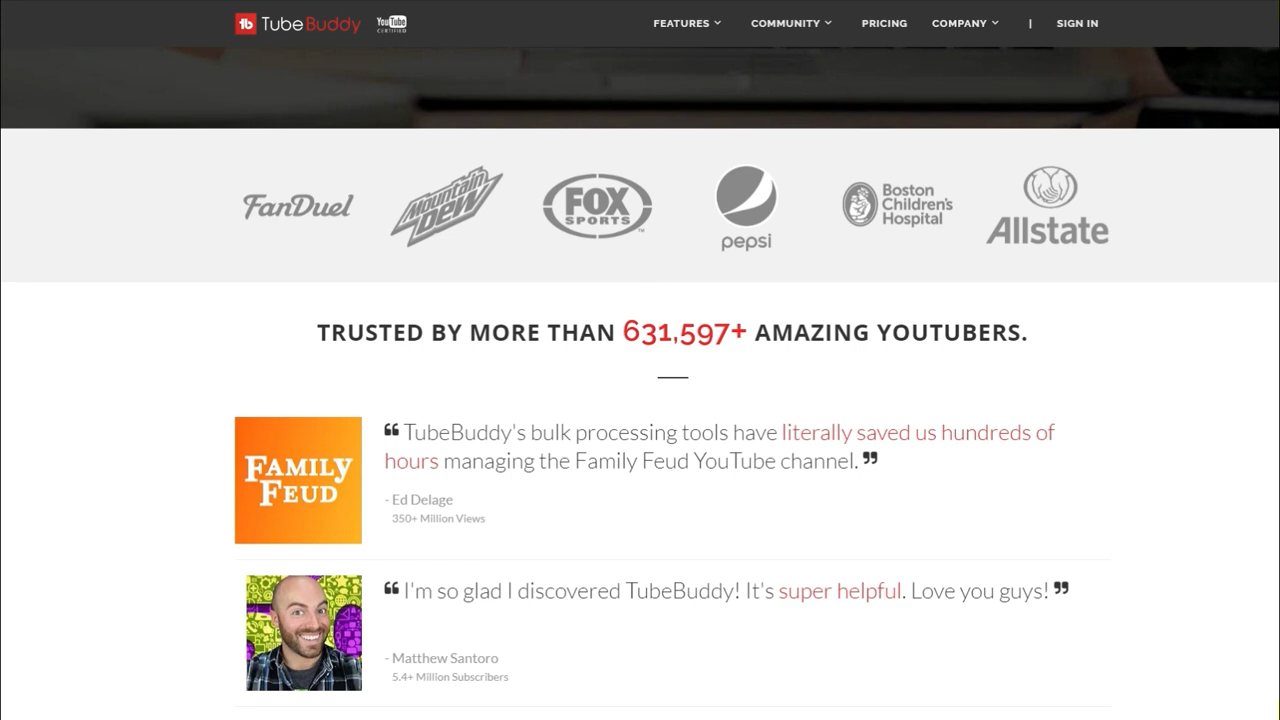 TubeBuddy YouTube CERTIFIED FEATURES COMMUNITY PRICING COMPANY | SIGN IN
FanDuel Mountain Dew FOX SPORTS pepsi Boston Children's Hospital Allstate
TRUSTED BY MORE THAN 631,597+ AMAZING YOUTUBERS.
FAMILY FEUD
❝ TubeBuddy's bulk processing tools have literally saved us hundreds of
hours managing the Family Feud YouTube channel. ❞
- Ed Delage
350+ Million Views
❝ I'm so glad I discovered TubeBuddy! It's super helpful. Love you guys! ❞
- Matthew Santoro
5.4+ Million Subscribers